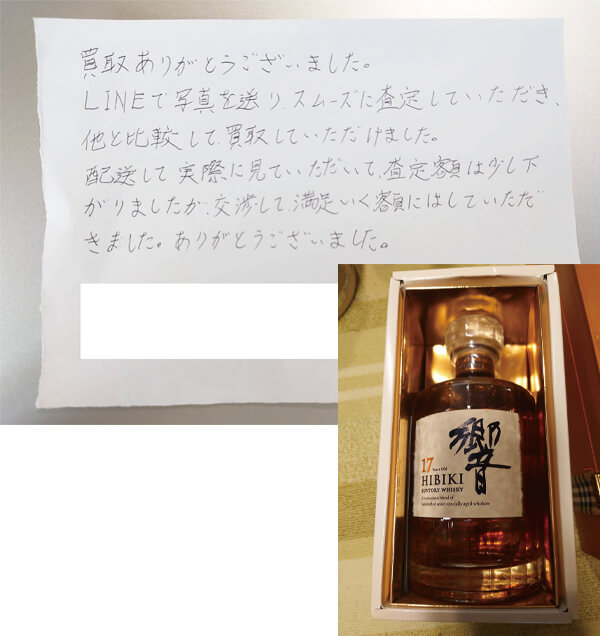 買取ありがとうございました。
LINEで写真を送り、スムーズに査定していただき、
他と比較して、買取していただけました。
配送して実際に見ていただいて、査定額は少し下
がりましたが、交渉して、満足いく額にはしていただ
きました。ありがとうございました。
響
17 Years Old
HIBIKI
SUNTORY WHISKY
A harmonious blend of